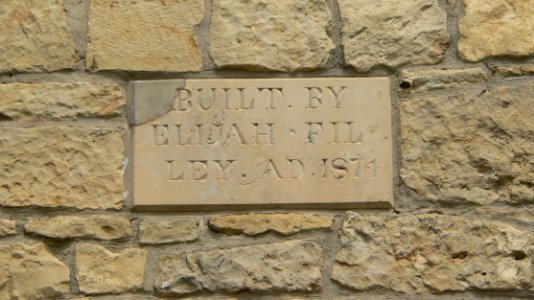 BUILT. BY
ELIJAH · FIL
LEY. AD. 1874